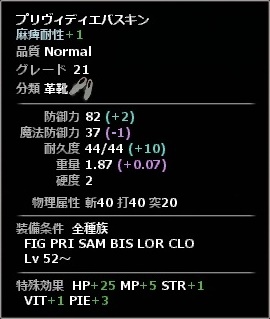 プリヴィディエバスキン
麻痺耐性+1
品質 Normal
グレード 21
分類 革靴
防御力 82 (+2)
魔法防御力 37 (-1)
耐久度 44/44 (+10)
重量 1.87 (+0.07)
硬度 2
物理属性 斬40 打40 突20
装備条件 全種族
FIG PRI SAM BIS LOR CLO
Lv 52～
特殊効果 HP+25 MP+5 STR+1
VIT+1 PIE+3